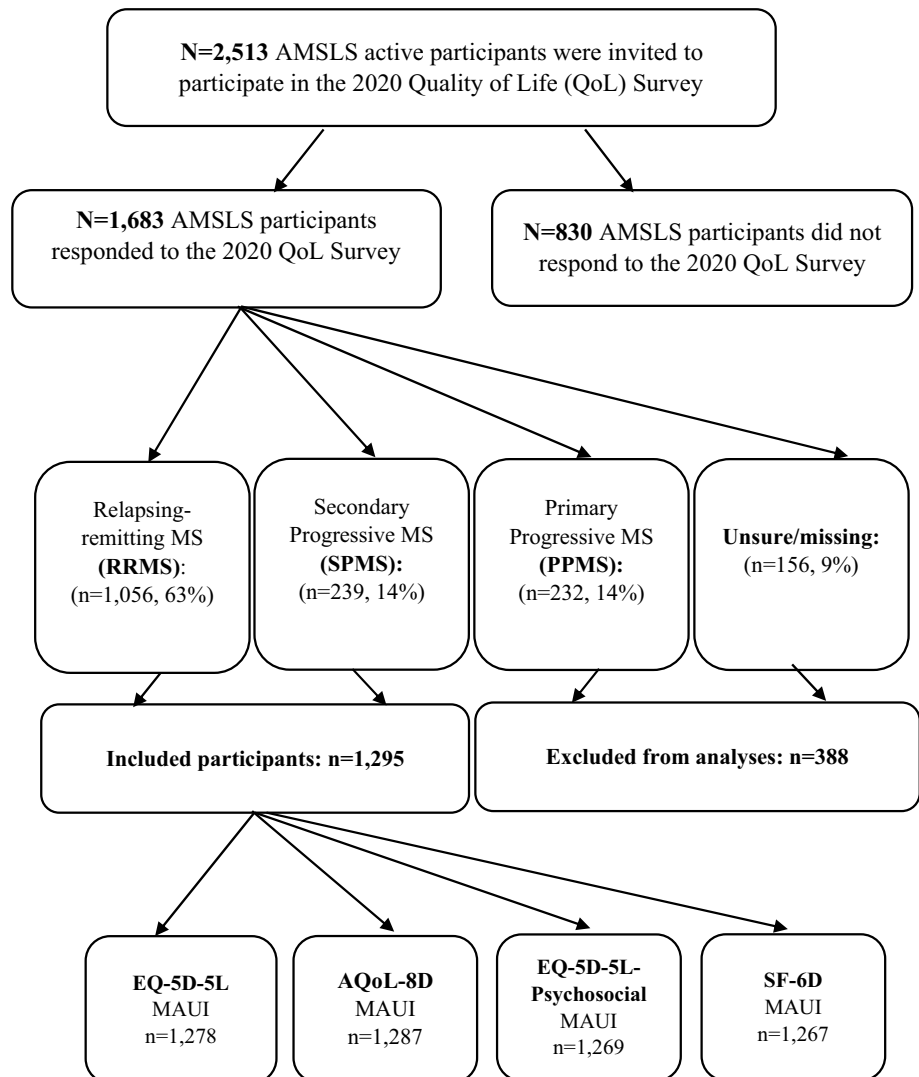 N=2,513 AMSLS active participants were invited to
participate in the 2020 Quality of Life (QoL) Survey
N=1,683 AMSLS participants
responded to the 2020 QoL Survey
N=830 AMSLS participants did not
respond to the 2020 QoL Survey
Relapsing-
remitting MS
(RRMS):
(n=1,056, 63%)
Secondary
Progressive MS
(SPMS):
(n=239, 14%)
Primary
Progressive MS
(PPMS):
(n=232, 14%)
Unsure/missing:
(n=156, 9%)
Included participants: n=1,295
Excluded from analyses: n=388
EQ-5D-5L
MAUI
n=1,278
AQoL-8D
MAUI
n=1,287
EQ-5D-5L-
Psychosocial
MAUI
n=1,269
SF-6D
MAUI
n=1,267